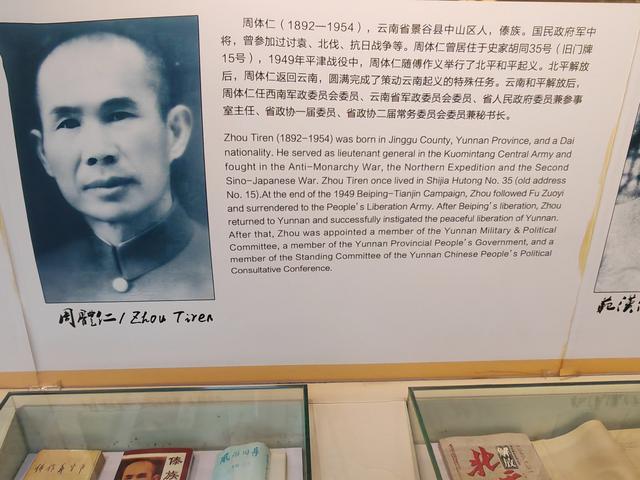 周体仁（1892—1954），云南省景谷县中山区人，傣族。国民政府军中
将，曾参加过讨袁、北伐、抗日战争等。周体仁曾居住于史家胡同35号（旧门牌
15号），1949年平津战役中，周体仁随傅作义举行了北平和平起义。北平解放
后，周体仁返回云南，圆满完成了策动云南起义的特殊任务。云南和平解放后，
周体仁任西南军政委员会委员、云南省军政委员会委员、省人民政府委员兼参事
室主任、省政协一届委员、省政协二届常务委员会委员兼秘书长。
Zhou Tiren (1892-1954) was born in Jinggu County, Yunnan Province, and a Dai
nationality. He served as lieutenant general in the Kuomintang Central Army and
fought in the Anti-Monarchy War, the Northern Expedition and the Second
Sino-Japanese War. Zhou Tiren once lived in Shijia Hutong No. 35 (old address
No. 15).At the end of the 1949 Beiping-Tianjin Campaign, Zhou followed Fu Zuoyi
and surrendered to the People's Liberation Army. After Beiping's liberation, Zhou
returned to Yunnan and successfully instigated the peaceful liberation of Yunnan.
After that, Zhou was appointed a member of the Yunnan Military & Political
Committee, a member of the Yunnan Provincial People's Government, and a
member of the Standing Committee of the Yunnan Chinese People's Political
Consultative Conference.
周體仁/Zhou Tiren
傣族
解放
北